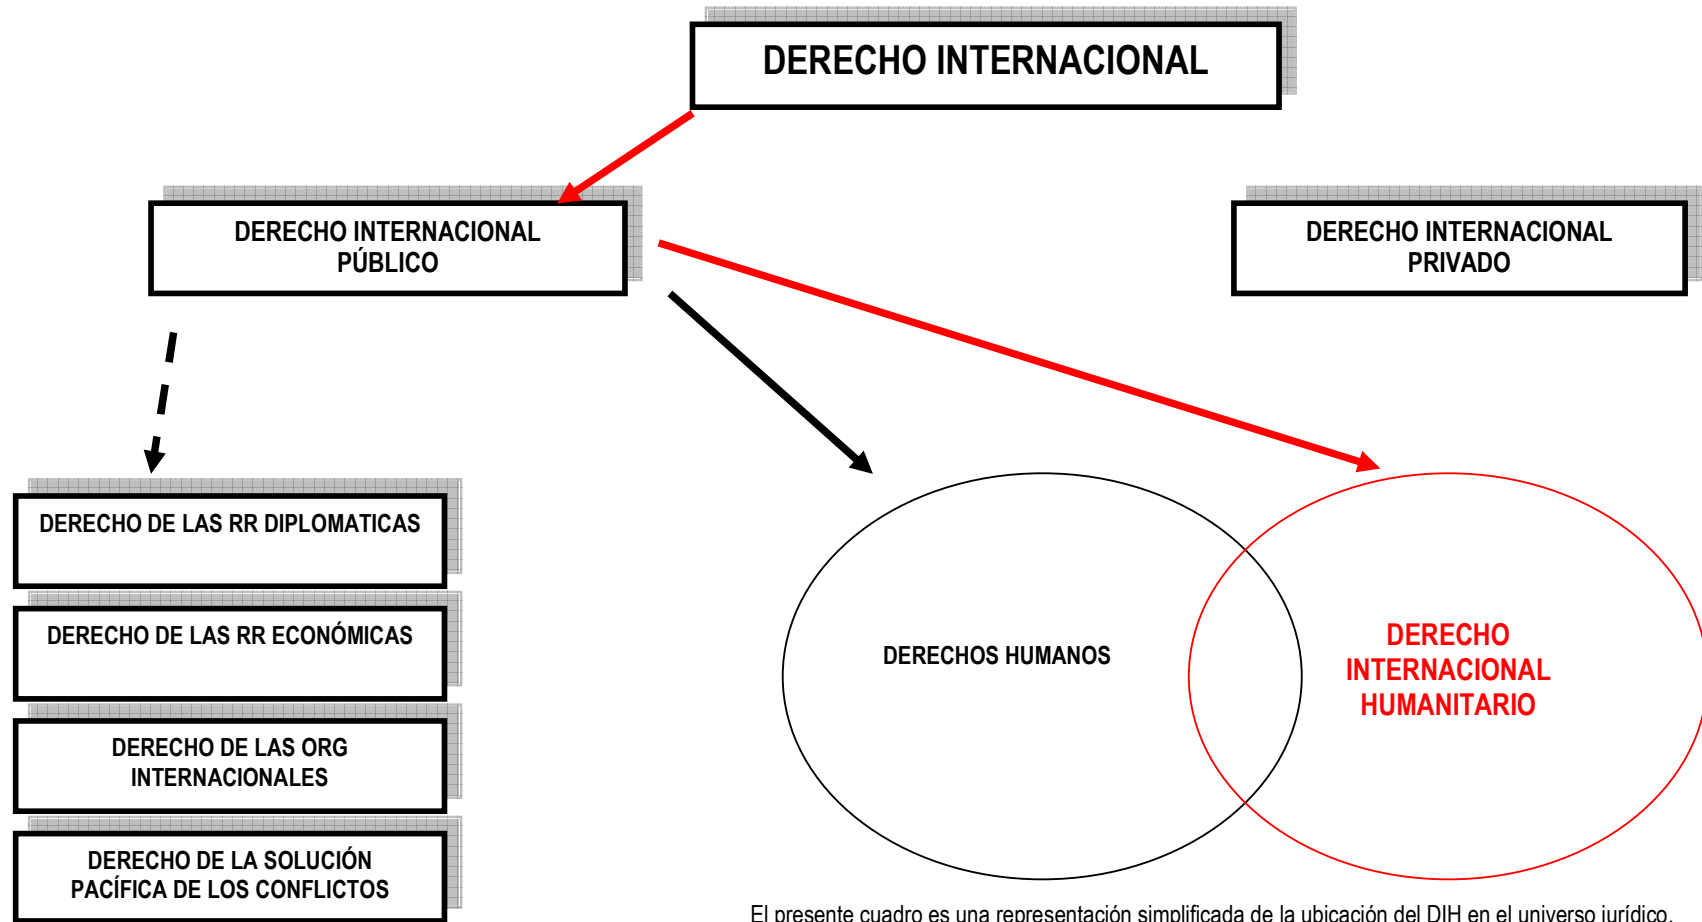 DERECHO INTERNACIONAL
DERECHO INTERNACIONAL
PÚBLICO
DERECHO INTERNACIONAL
PRIVADO
DERECHO DE LAS RR DIPLOMATICAS
DERECHO DE LAS RR ECONÓMICAS
DERECHO DE LAS ORG
INTERNACIONALES
DERECHO DE LA SOLUCIÓN
PACÍFICA DE LOS CONFLICTOS
DERECHOS HUMANOS
DERECHO
INTERNACIONAL
HUMANITARIO
El presente cuadro es una representación simplificada de la ubicación del DIH en el universo jurídico.